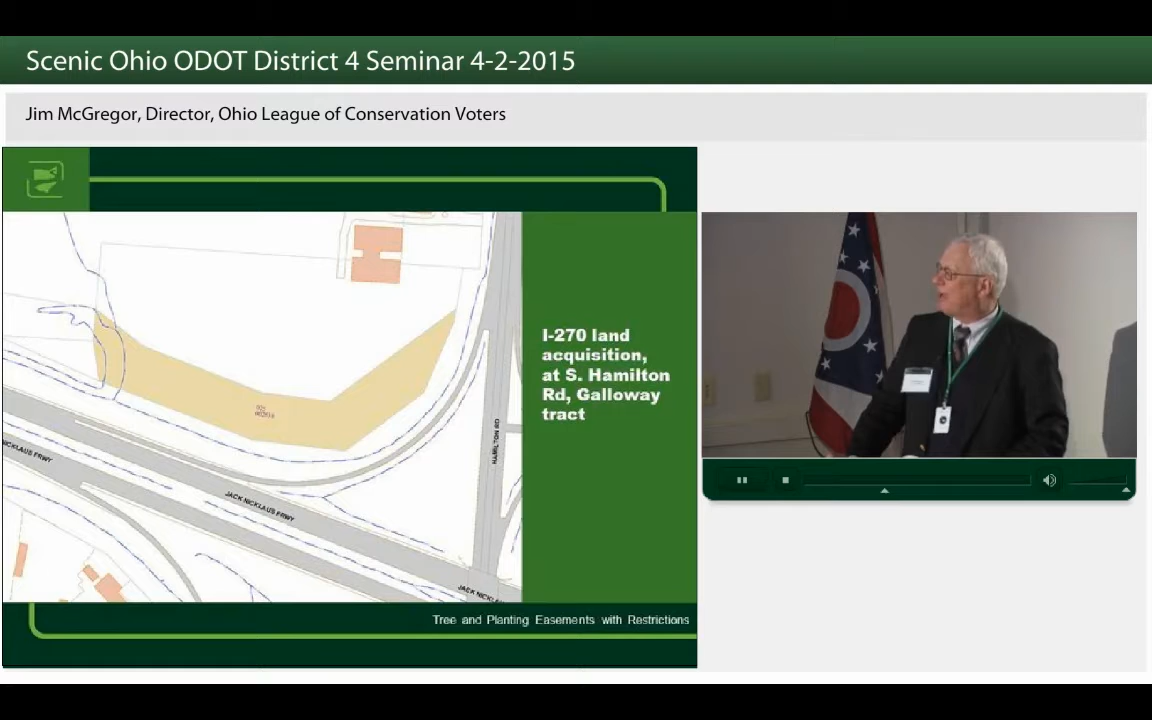 Scenic Ohio ODOT District 4 Seminar 4-2-2015
Jim McGregor, Director, Ohio League of Conservation Voters
I-270 land
acquisition,
at S. Hamilton
Rd, Galloway
tract
HAMILTON RD
NICKLAUS FRWY
JACK NICKLAUS FRWY
Tree and Planting Easements with Restrictions